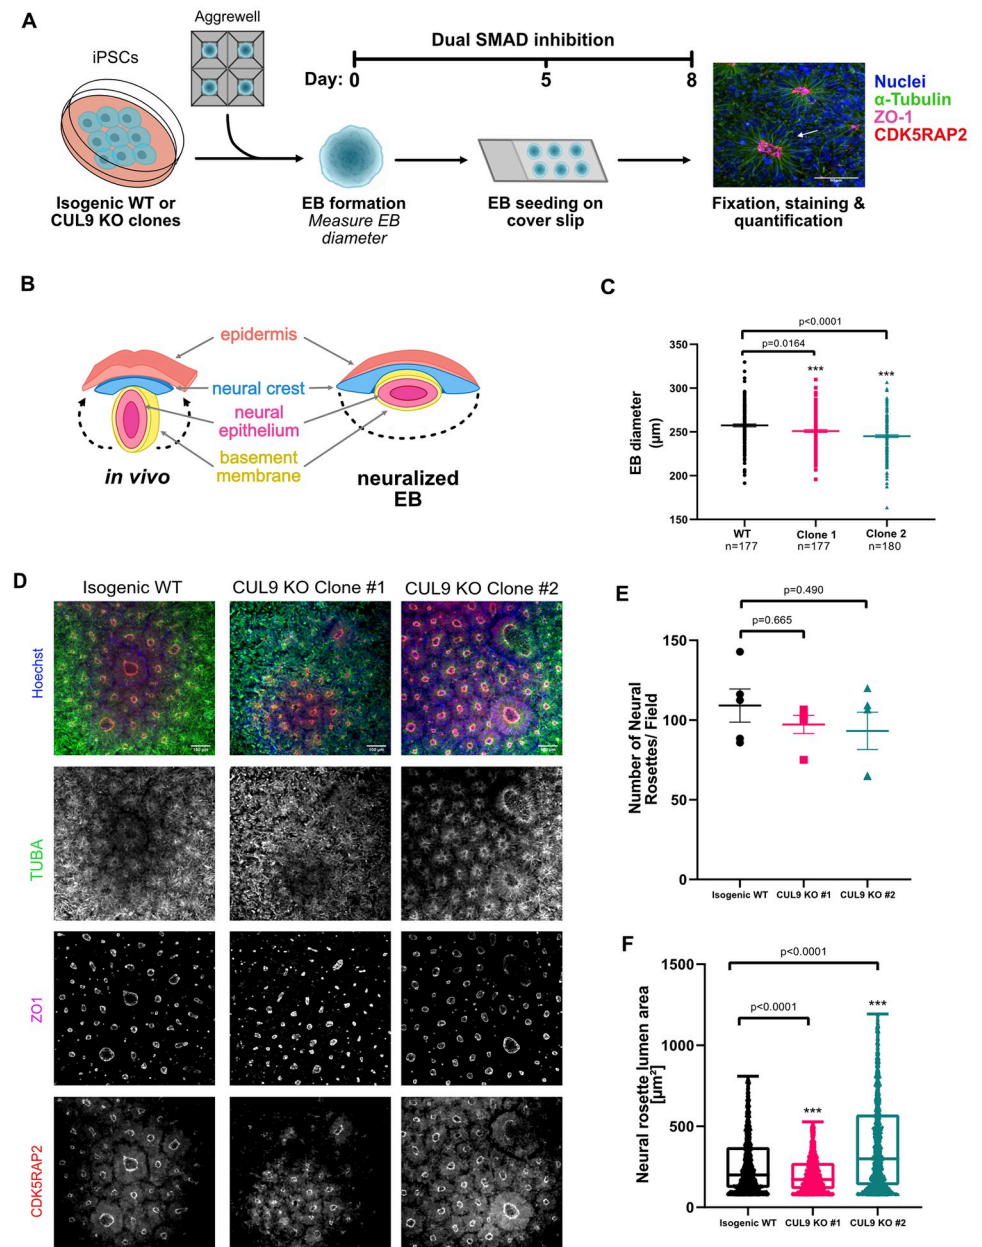 A
Aggrewell
iPSCs
Dual SMAD inhibition
Day: 0 5 8
Nuclei
α-Tubulin
ZO-1
CDK5RAP2
Isogenic WT or
CUL9 KO clones
EB formation
Measure EB
diameter
EB seeding on
cover slip
Fixation, staining &
quantification
B
epidermis
neural crest
neural
epithelium
basement
membrane
in vivo
neuralized
EB
C
p<0.0001
p=0.0164
***
***
EB diameter
(µm)
350
300
250
200
150
WT
n=177
Clone 1
n=177
Clone 2
n=180
D
Isogenic WT
CUL9 KO Clone #1
CUL9 KO Clone #2
Hoechst
TUBA
ZO1
CDK5RAP2
E
p=0.490
p=0.665
Number of Neural
Rosettes/ Field
150
100
50
0
Isogenic WT
CUL9 KO #1
CUL9 KO #2
F
p<0.0001
p<0.0001
***
***
Neural rosette lumen area
[µm²]
1500
1000
500
0
Isogenic WT
CUL9 KO #1
CUL9 KO #2